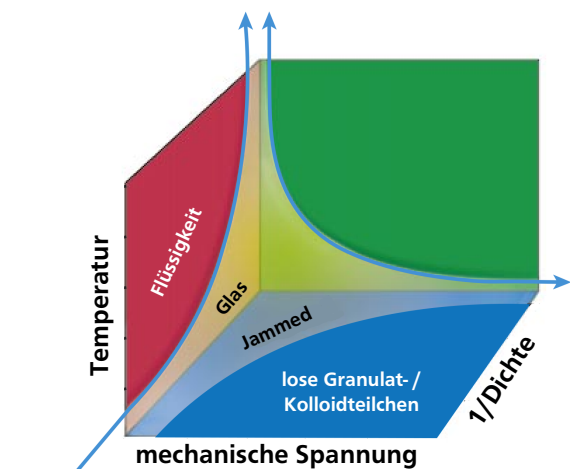 Temperatur
Flüssigkeit
Glas
Jammed
lose Granulat- /
Kolloidteilchen
1/Dichte
mechanische Spannung